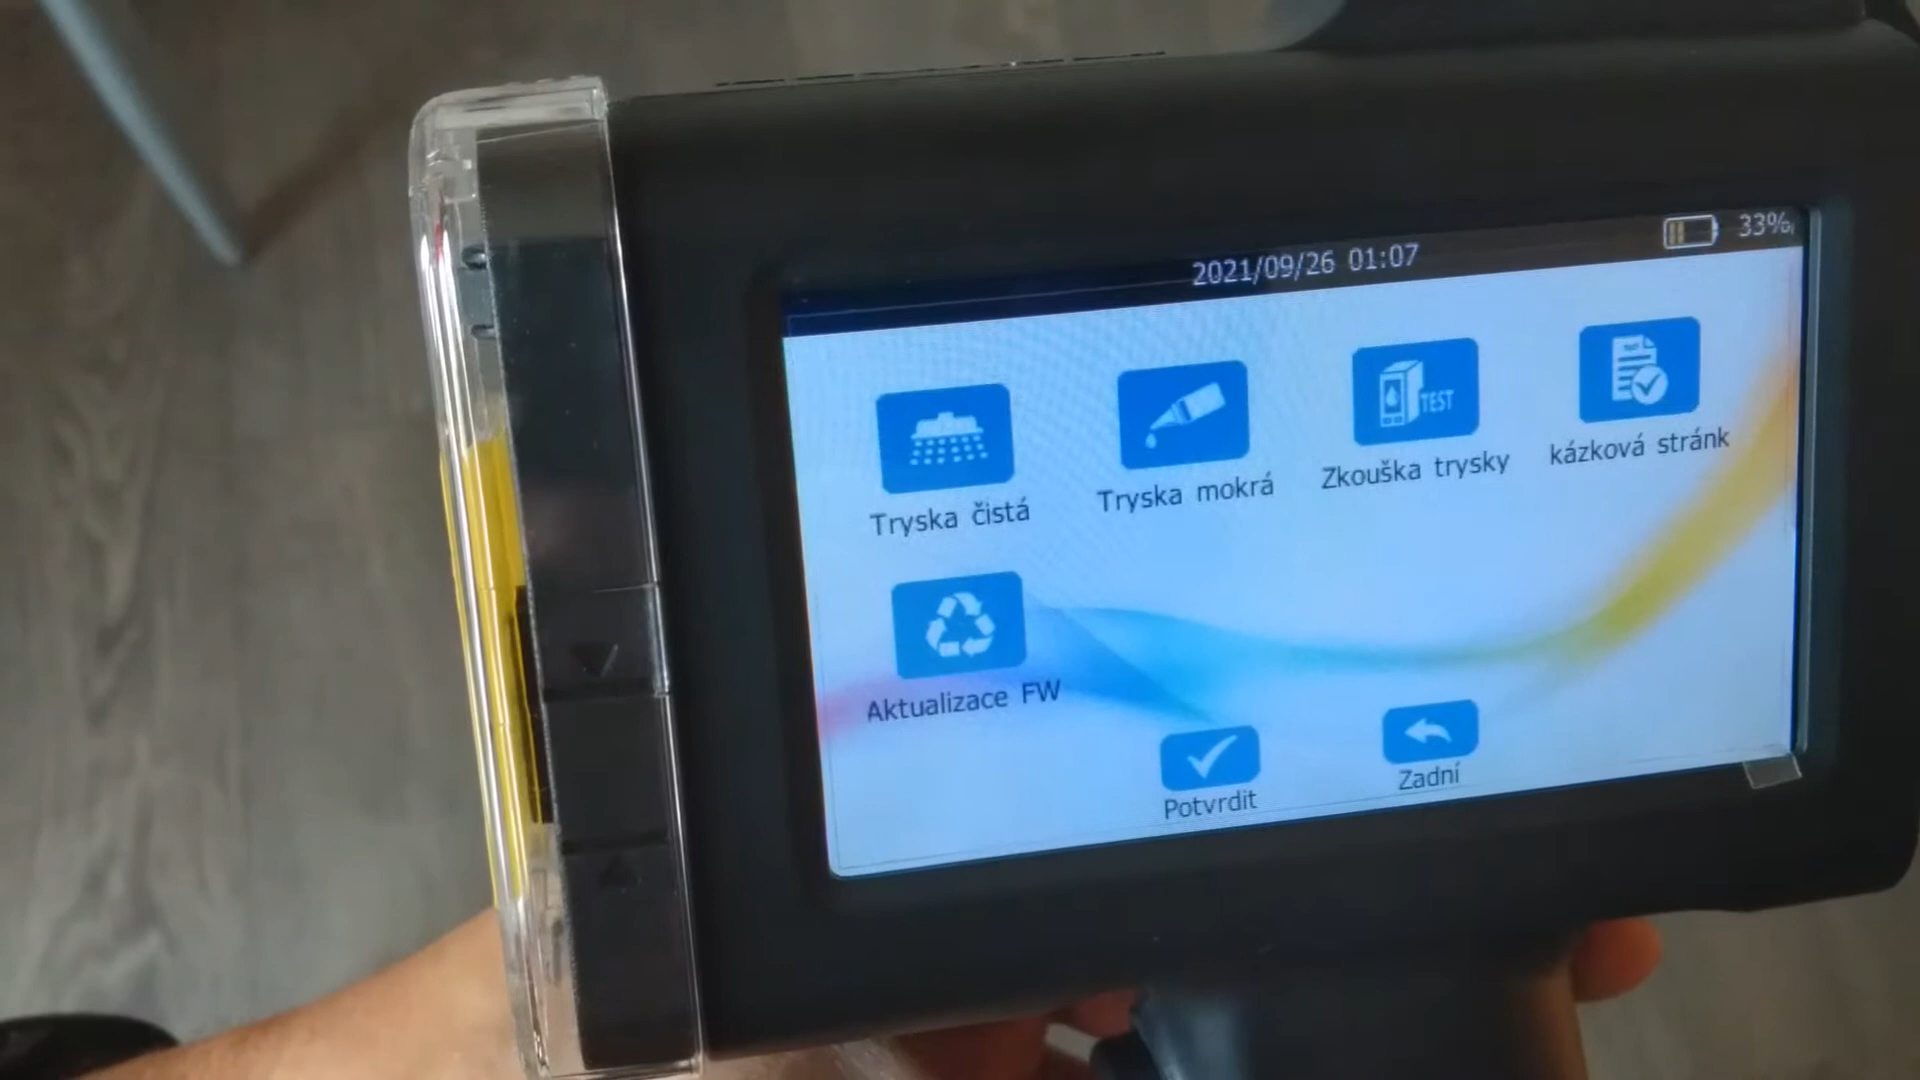 2021/09/26 01:07
33%
Tryska čistá
Tryska mokrá
TEST
Zkouška trysky
kázková stránk
Aktualizace FW
Potvrdit
Zadní